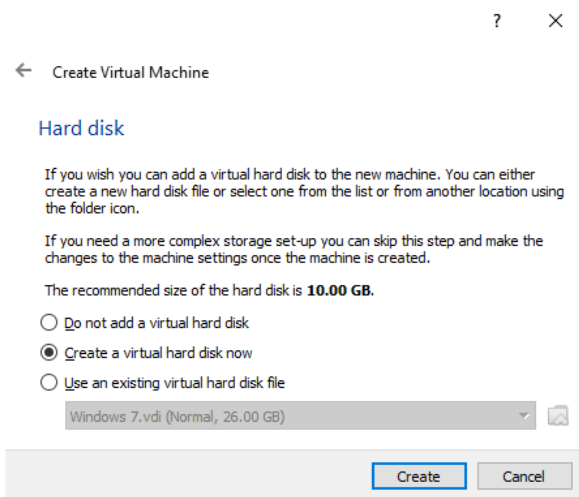 ?
Create Virtual Machine
Hard disk
If you wish you can add a virtual hard disk to the new machine. You can either
create a new hard disk file or select one from the list or from another location using
the folder icon.
If you need a more complex storage set-up you can skip this step and make the
changes to the machine settings once the machine is created.
The recommended size of the hard disk is 10.00 GB.
Do not add a virtual hard disk
Create a virtual hard disk now
Use an existing virtual hard disk file
Windows 7.vdi (Normal, 26.00 GB)
Create Cancel